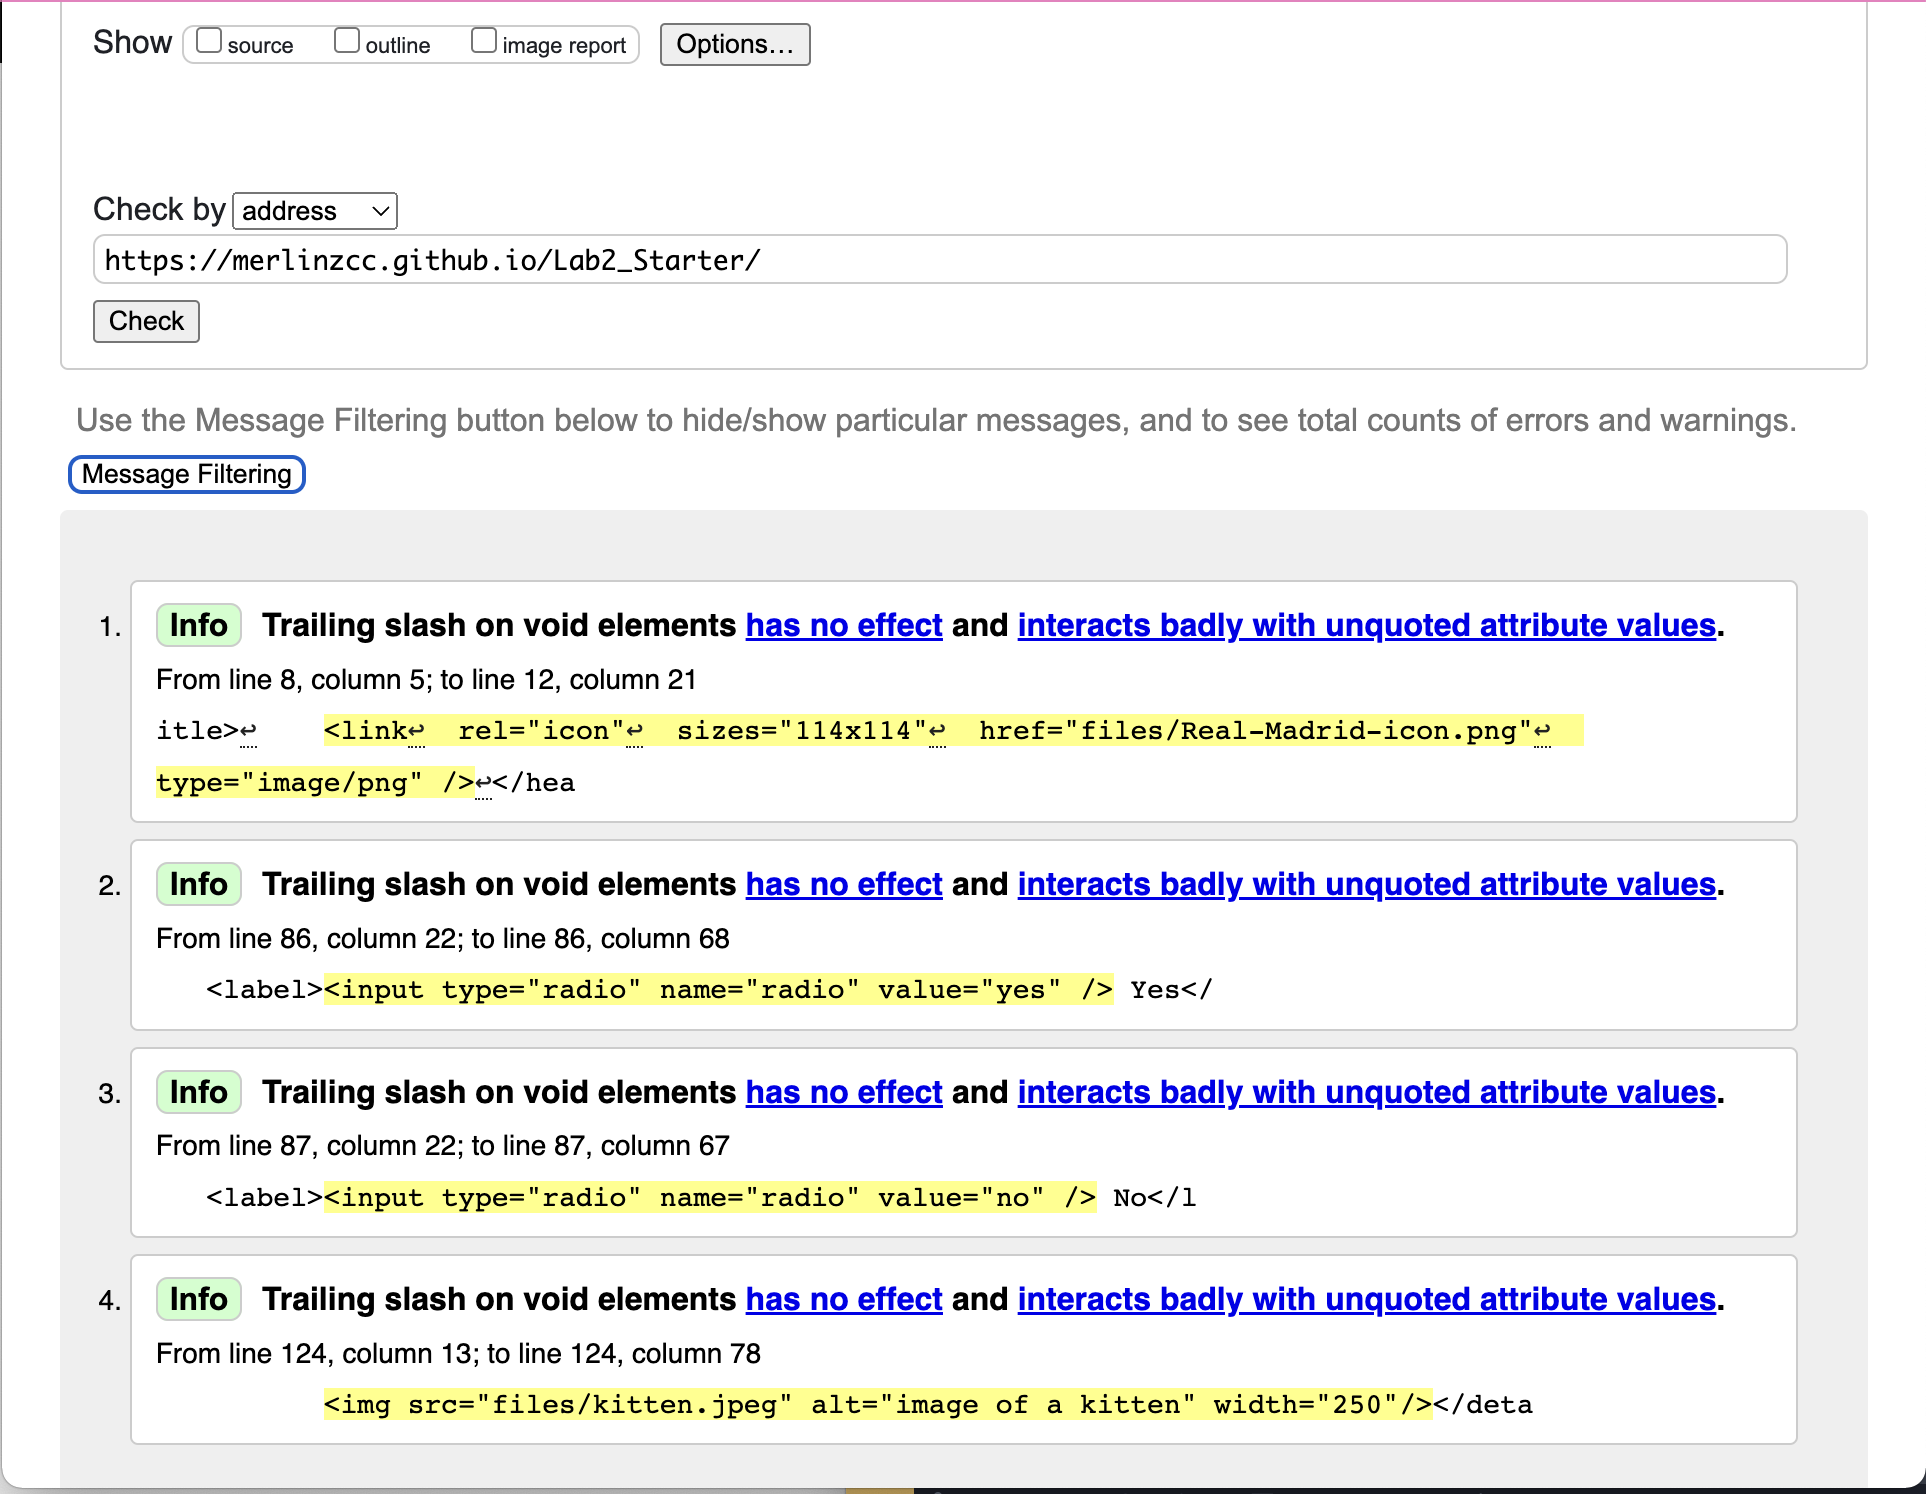 Show source outline image report Options…
Check by address
https://merlinzcc.github.io/Lab2_Starter/
Check
Use the Message Filtering button below to hide/show particular messages, and to see total counts of errors and warnings.
Message Filtering
1. Info Trailing slash on void elements has no effect and interacts badly with unquoted attribute values.
From line 8, column 5; to line 12, column 21
itle>↩    <link↩  rel="icon"↩  sizes="114x114"↩  href="files/Real-Madrid-icon.png"↩
type="image/png" />↩</hea
2. Info Trailing slash on void elements has no effect and interacts badly with unquoted attribute values.
From line 86, column 22; to line 86, column 68
<label><input type="radio" name="radio" value="yes" /> Yes</
3. Info Trailing slash on void elements has no effect and interacts badly with unquoted attribute values.
From line 87, column 22; to line 87, column 67
<label><input type="radio" name="radio" value="no" /> No</l
4. Info Trailing slash on void elements has no effect and interacts badly with unquoted attribute values.
From line 124, column 13; to line 124, column 78
<img src="files/kitten.jpeg" alt="image of a kitten" width="250"/></deta